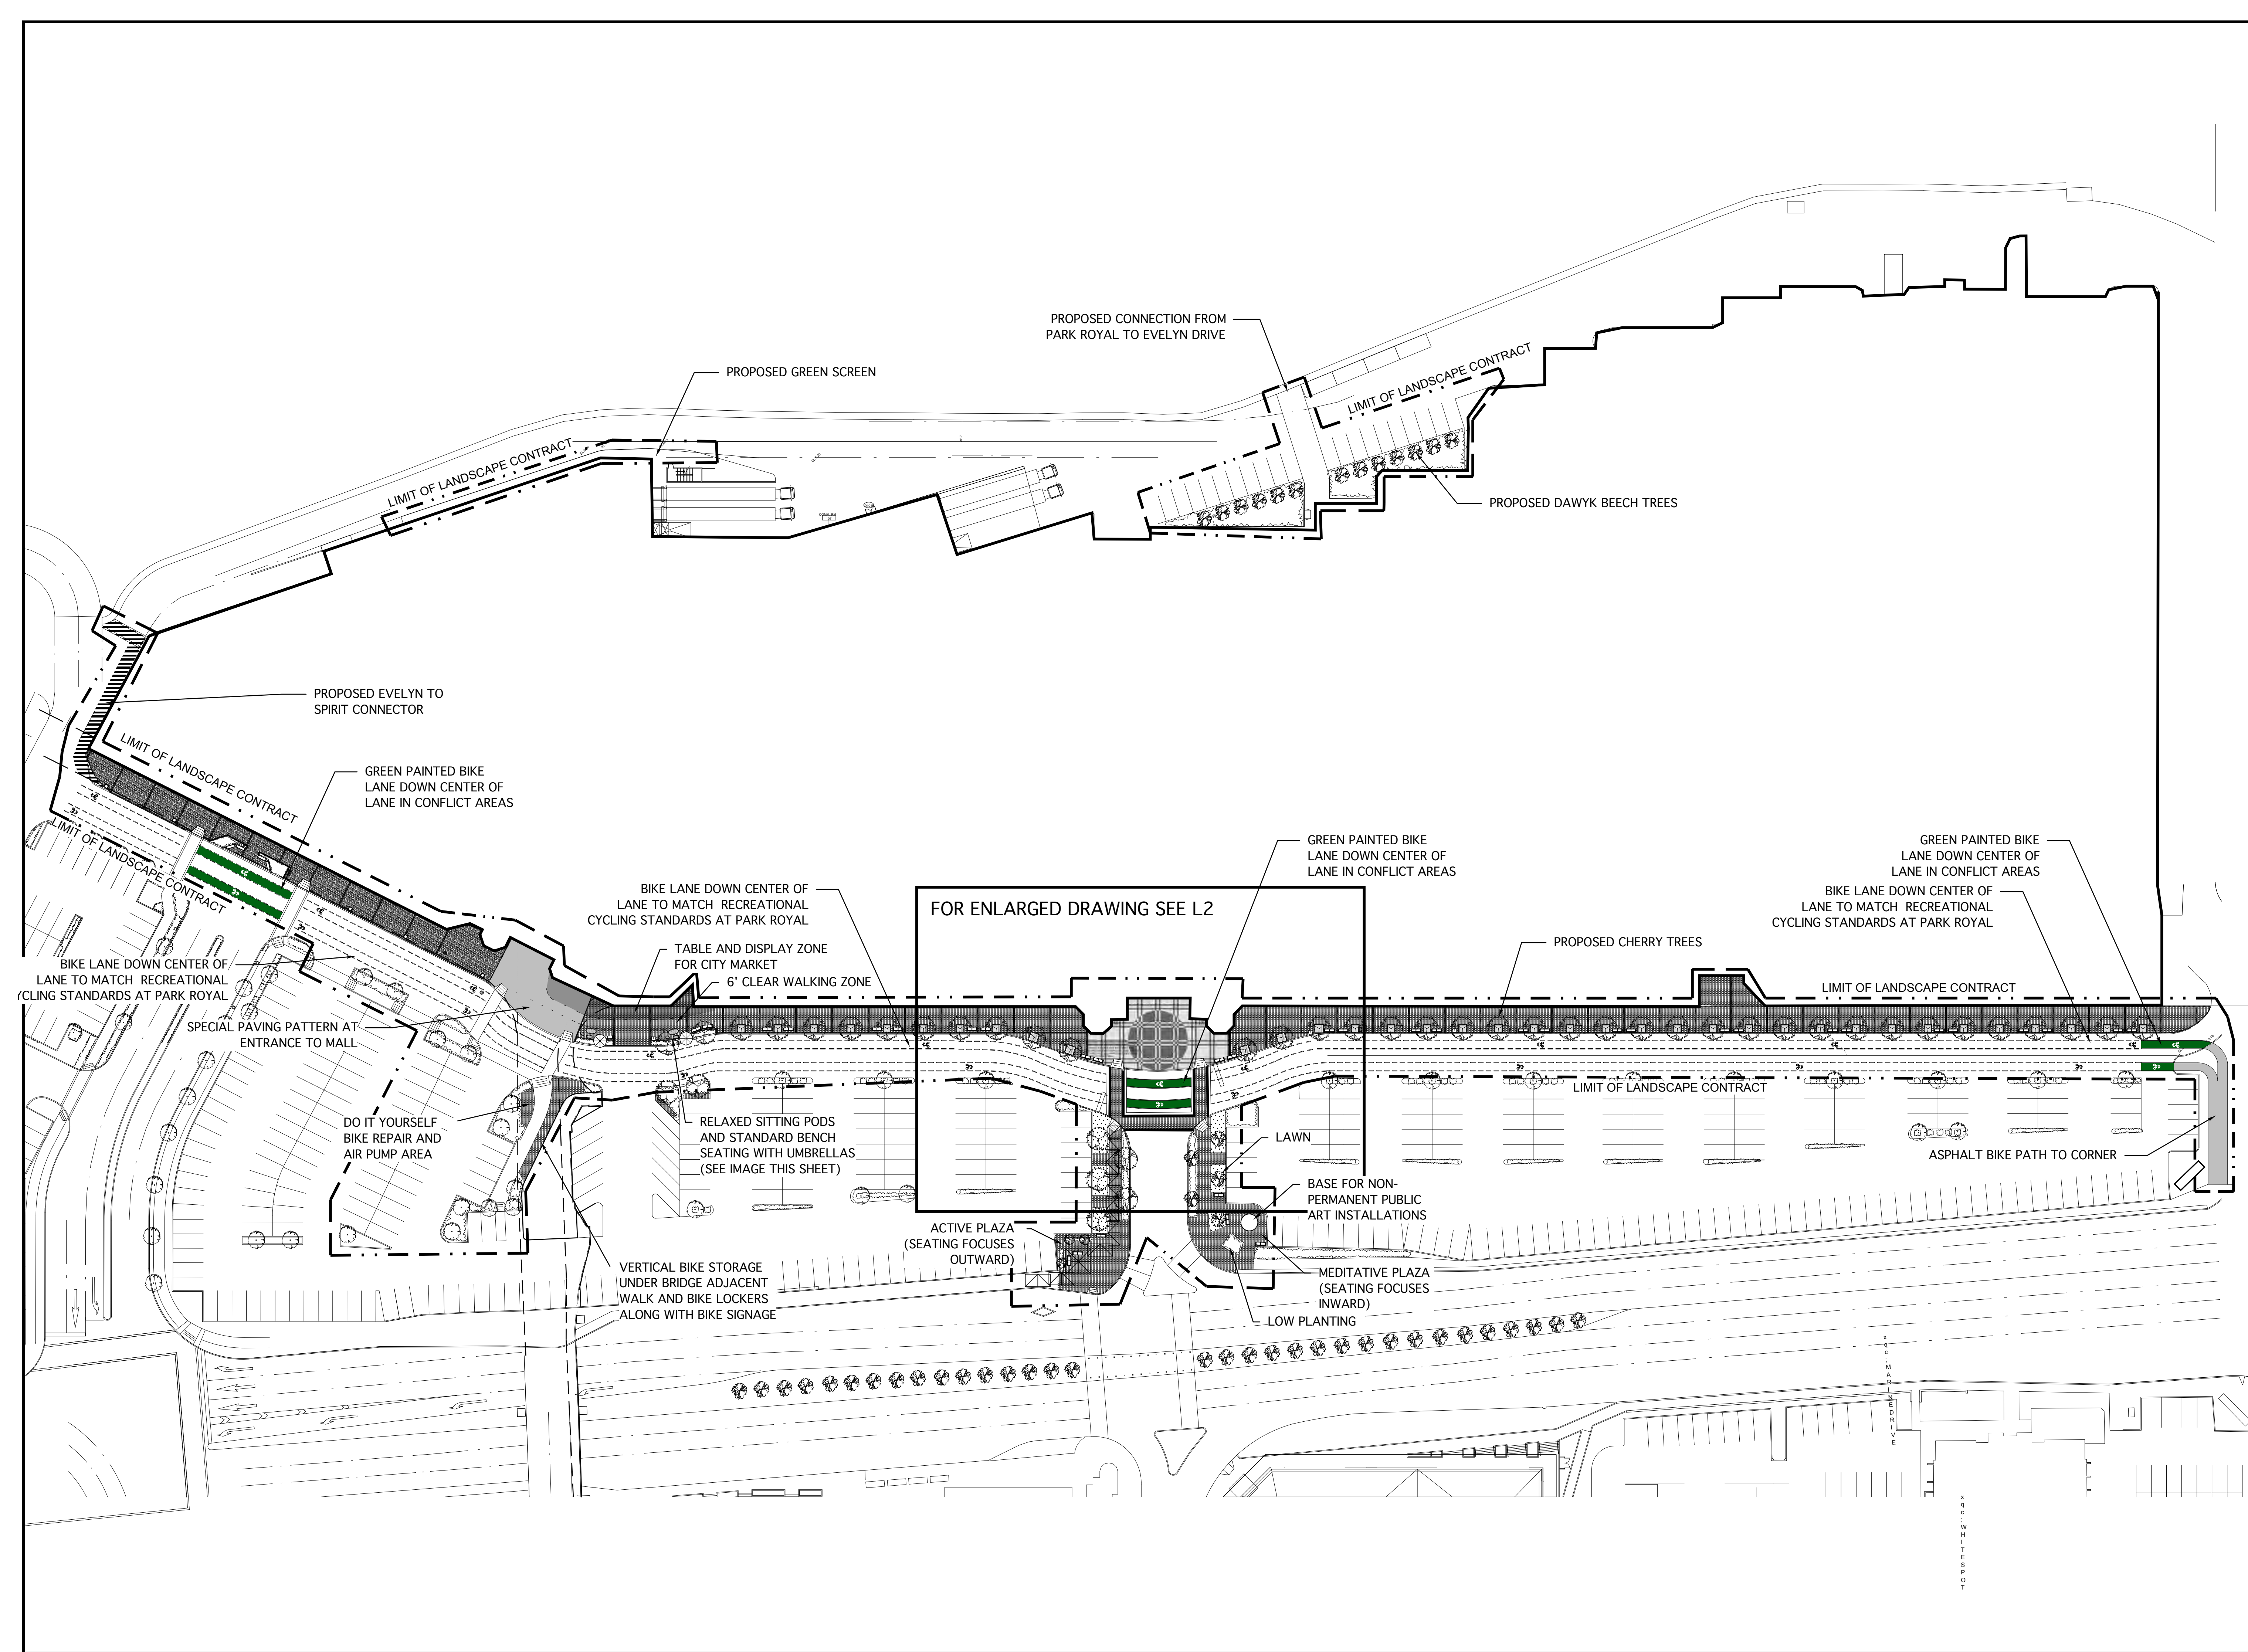 PROPOSED CONNECTION FROM
PARK ROYAL TO EVELYN DRIVE
PROPOSED GREEN SCREEN
LIMIT OF LANDSCAPE CONTRACT
LIMIT OF LANDSCAPE CONTRACT
PROPOSED DAWYK BEECH TREES
PROPOSED EVELYN TO
SPIRIT CONNECTOR
LIMIT OF LANDSCAPE CONTRACT
GREEN PAINTED BIKE
LANE DOWN CENTER OF
LANE IN CONFLICT AREAS
LIMIT OF LANDSCAPE CONTRACT
GREEN PAINTED BIKE
LANE DOWN CENTER OF
LANE IN CONFLICT AREAS
GREEN PAINTED BIKE
LANE DOWN CENTER OF
LANE IN CONFLICT AREAS
BIKE LANE DOWN CENTER OF
LANE TO MATCH RECREATIONAL
CYCLING STANDARDS AT PARK ROYAL
BIKE LANE DOWN CENTER OF
LANE TO MATCH RECREATIONAL
CYCLING STANDARDS AT PARK ROYAL
FOR ENLARGED DRAWING SEE L2
TABLE AND DISPLAY ZONE
FOR CITY MARKET
6' CLEAR WALKING ZONE
PROPOSED CHERRY TREES
BIKE LANE DOWN CENTER OF
LANE TO MATCH RECREATIONAL
YCLING STANDARDS AT PARK ROYAL
LIMIT OF LANDSCAPE CONTRACT
SPECIAL PAVING PATTERN AT
ENTRANCE TO MALL
LIMIT OF LANDSCAPE CONTRACT
DO IT YOURSELF
BIKE REPAIR AND
AIR PUMP AREA
RELAXED SITTING PODS
AND STANDARD BENCH
SEATING WITH UMBRELLAS
(SEE IMAGE THIS SHEET)
LAWN
ASPHALT BIKE PATH TO CORNER
BASE FOR NON-
PERMANENT PUBLIC
ART INSTALLATIONS
ACTIVE PLAZA
(SEATING FOCUSES
OUTWARD)
VERTICAL BIKE STORAGE
UNDER BRIDGE ADJACENT
WALK AND BIKE LOCKERS
ALONG WITH BIKE SIGNAGE
MEDITATIVE PLAZA
(SEATING FOCUSES
INWARD)
LOW PLANTING
xqc:MARINEDRIVE
xqc:WHITESPOT